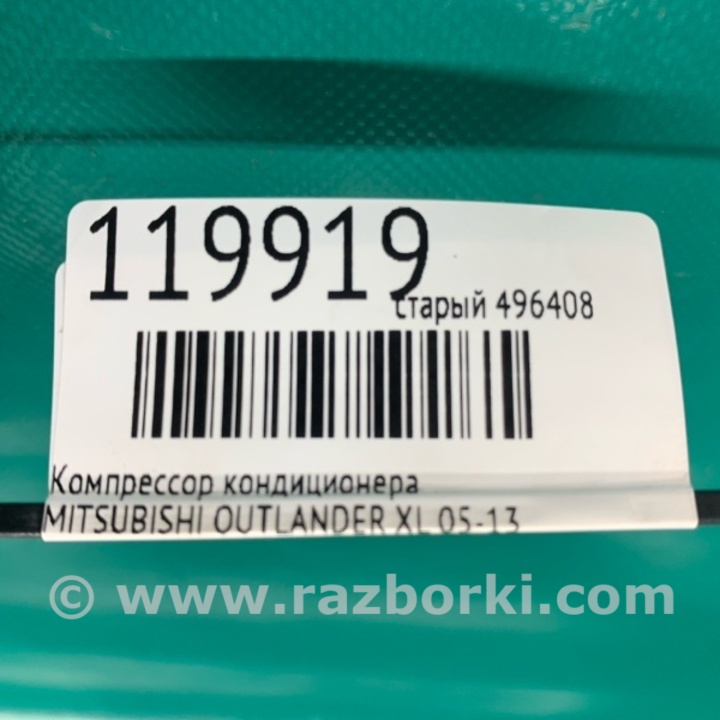 119919
старый 496408
Компрессор кондиционера
MITSUBISHI OUTLANDER XL 05-13
© www.razborki.com